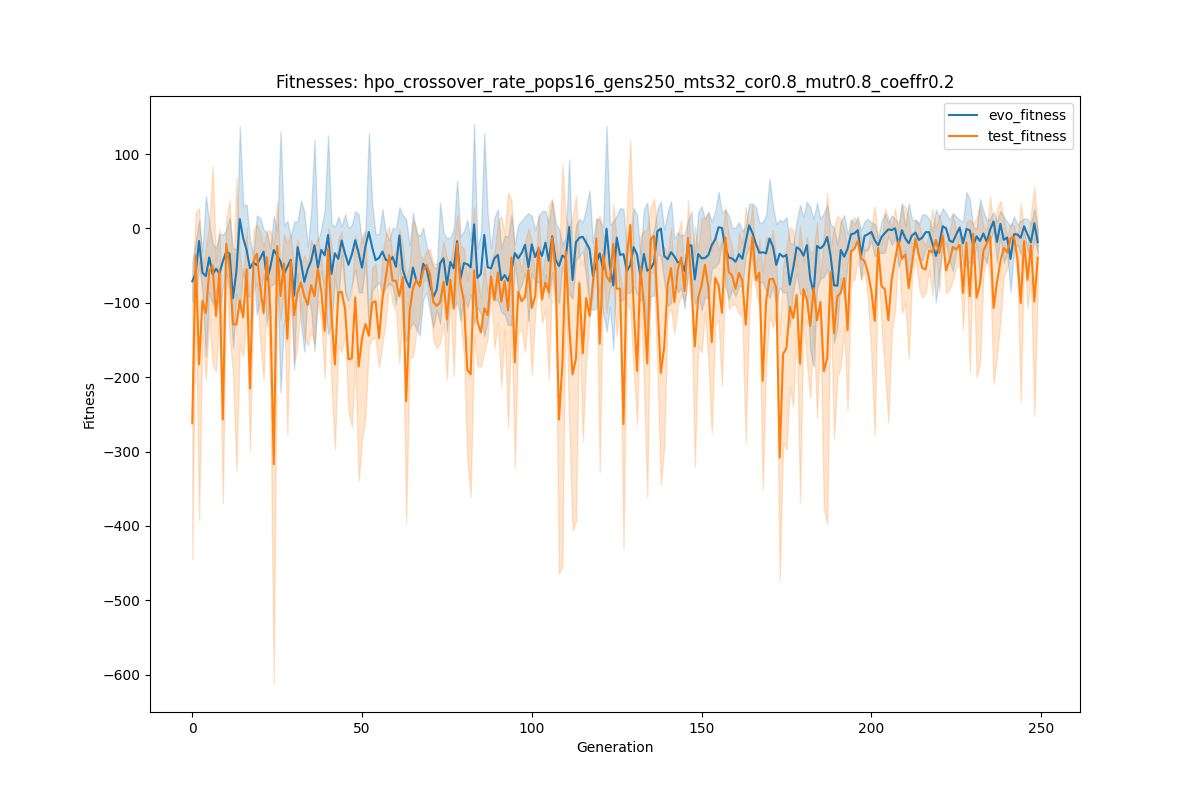 Fitnesses: hpo_crossover_rate_pops16_gens250_mts32_cor0.8_mutr0.8_coeffr0.2
evo_fitness
test_fitness
100
0
−100
−200
−300
−400
−500
−600
Fitness
0 50 100 150 200 250
Generation